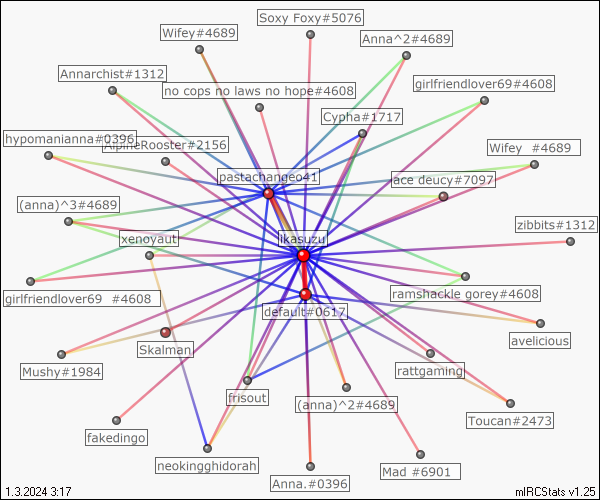 Soxy Foxy#5076
Wifey#4689
Anna^2#4689
Annarchist#1312
no cops no laws no hope#4608
girlfriendlover69#4608
Cypha#1717
hypomanianna#0396
AlpineRooster#2156
Wifey #4689
pastachangeo41
ace deucy#7097
(anna)^3#4689
zibbits#1312
xenoyaut
ikasuzu
girlfriendlover69 #4608
ramshackle gorey#4608
default#0617
avelicious
Skalman
Mushy#1984
rattgaming
frisout
(anna)^2#4689
Toucan#2473
fakedingo
neokingghidorah
Anna.#0396
Mad #6901
1.3.2024 3:17
mIRCStats v1.25